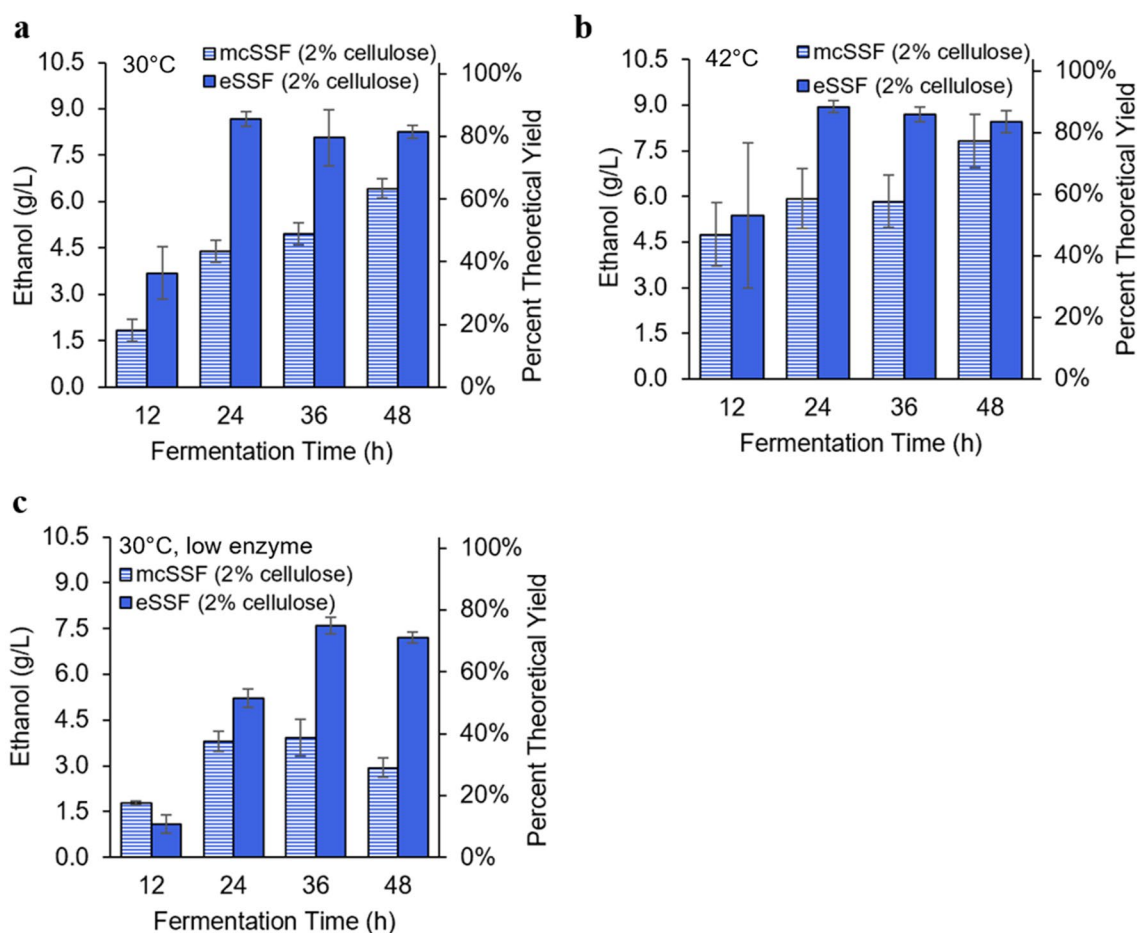 a
30°C
mcSSF (2% cellulose)
eSSF (2% cellulose)
10.5
9.0
7.5
6.0
4.5
3.0
1.5
0.0
Ethanol (g/L)
100%
80%
60%
40%
20%
0%
Percent Theoretical Yield
12 24 36 48
Fermentation Time (h)
b
42°C
mcSSF (2% cellulose)
eSSF (2% cellulose)
10.5
9.0
7.5
6.0
4.5
3.0
1.5
0.0
Ethanol (g/L)
100%
80%
60%
40%
20%
0%
Percent Theoretical Yield
12 24 36 48
Fermentation Time (h)
c
30°C, low enzyme
mcSSF (2% cellulose)
eSSF (2% cellulose)
10.5
9.0
7.5
6.0
4.5
3.0
1.5
0.0
Ethanol (g/L)
100%
80%
60%
40%
20%
0%
Percent Theoretical Yield
12 24 36 48
Fermentation Time (h)